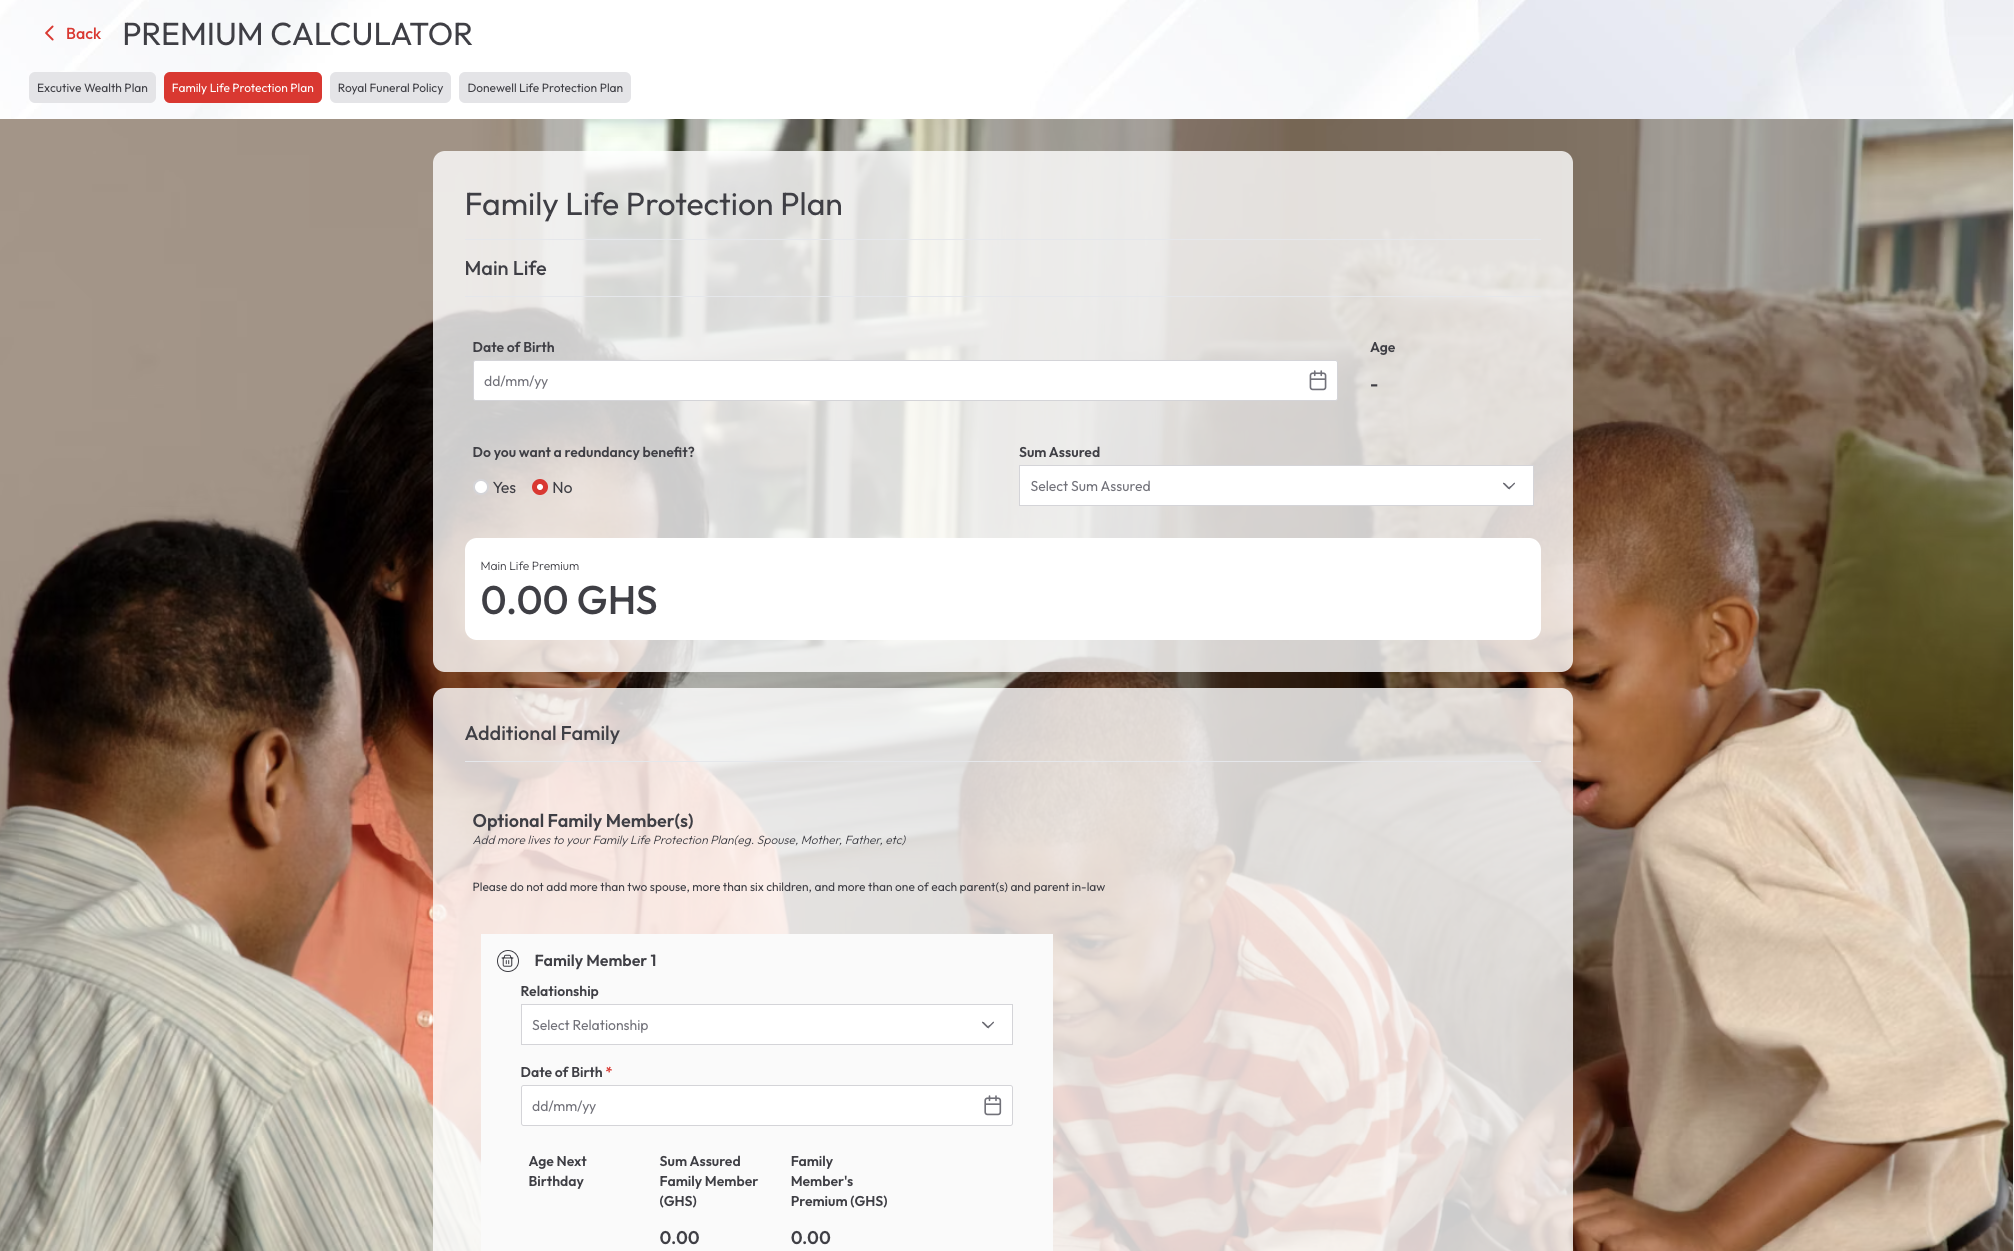 Back
PREMIUM CALCULATOR
Excutive Wealth Plan
Family Life Protection Plan
Royal Funeral Policy
Donewell Life Protection Plan
Family Life Protection Plan
Main Life
Date of Birth
Age
dd/mm/yy
-
Do you want a redundancy benefit?
Sum Assured
Yes
No
Select Sum Assured
Main Life Premium
0.00 GHS
Additional Family
Optional Family Member(s)
Add more lives to your Family Life Protection Plan(eg. Spouse, Mother, Father, etc)
Please do not add more than two spouse, more than six children, and more than one of each parent(s) and parent in-law
Family Member 1
Relationship
Select Relationship
Date of Birth *
dd/mm/yy
Age Next
Birthday
Sum Assured
Family Member
(GHS)
Family
Member's
Premium (GHS)
0.00
0.00